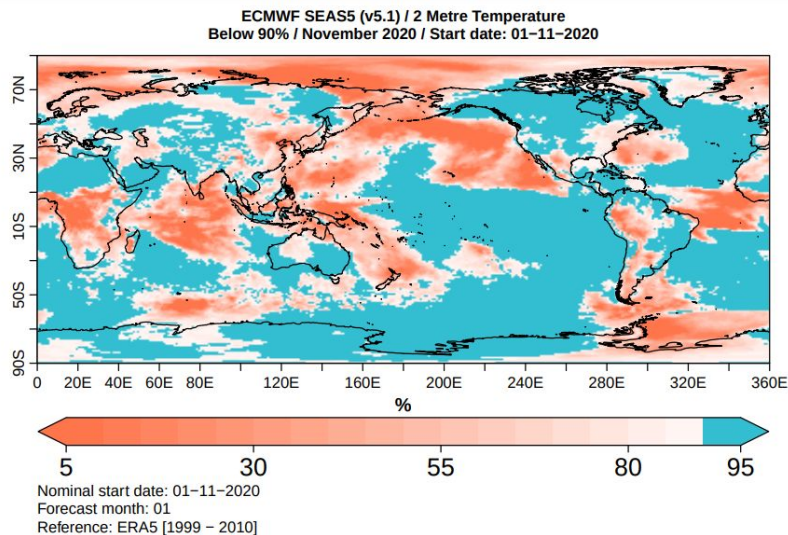 ECMWF SEAS5 (v5.1) / 2 Metre Temperature
Below 90% / November 2020 / Start date: 01−11−2020
70N
30N
10S
50S
90S
0 20E 40E 60E 80E 120E 160E 200E 240E 280E 320E 360E
%
5 30 55 80 95
Nominal start date: 01−11−2020
Forecast month: 01
Reference: ERA5 [1999 − 2010]